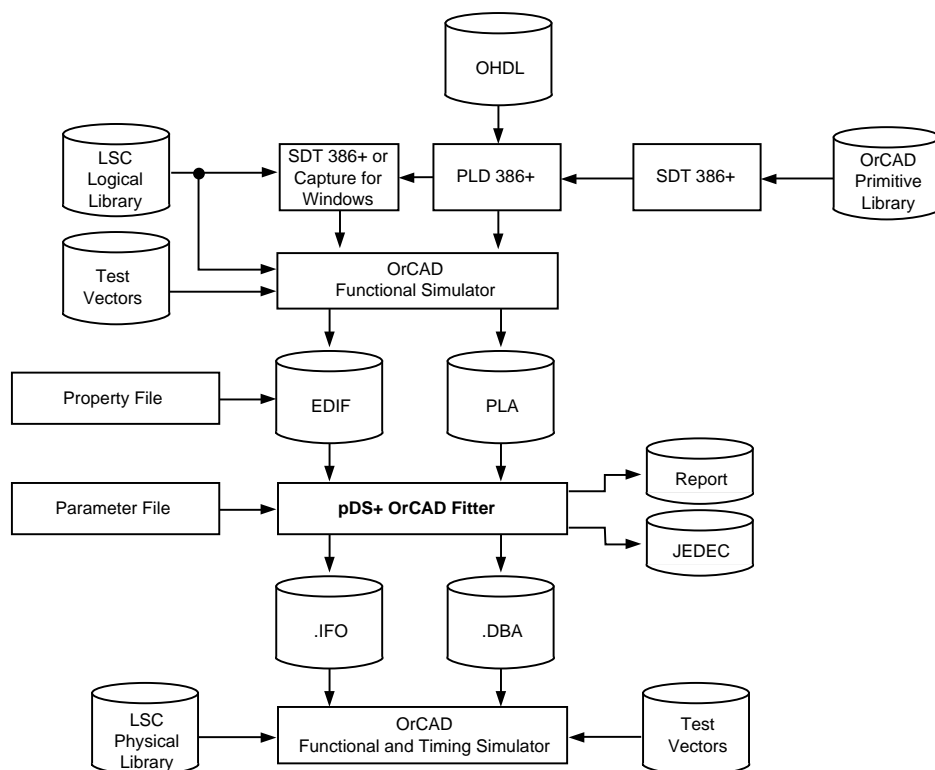 OHDL
LSC
Logical
Library
SDT 386+ or
Capture for
Windows
PLD 386+
SDT 386+
OrCAD
Primitive
Library
Test
Vectors
OrCAD
Functional Simulator
Property File
EDIF
PLA
Parameter File
pDS+ OrCAD Fitter
Report
JEDEC
.IFO
.DBA
LSC
Physical
Library
OrCAD
Functional and Timing Simulator
Test
Vectors